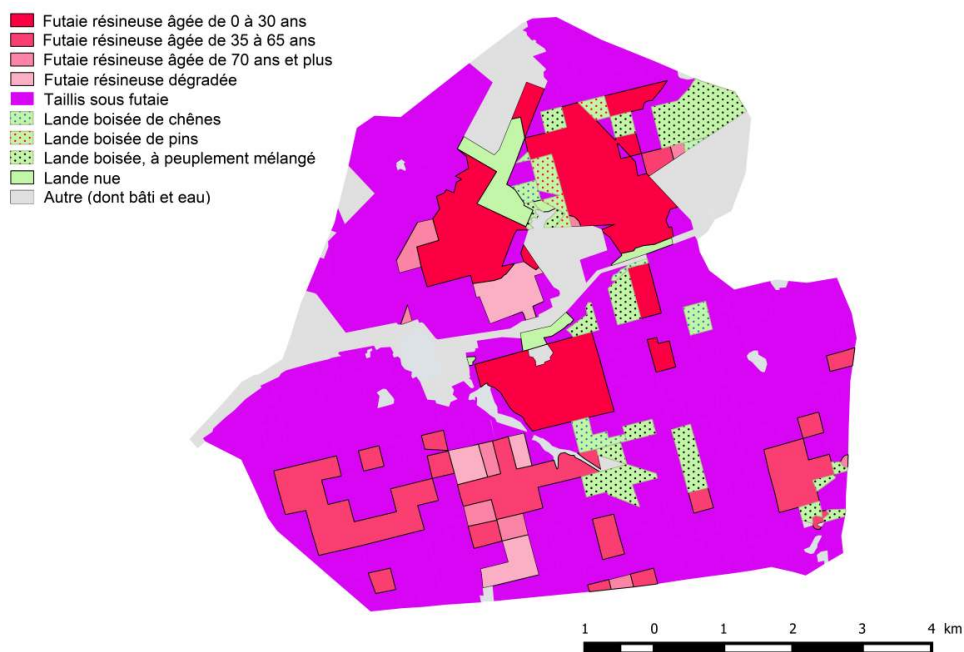 Futaie résineuse âgée de 0 à 30 ans
Futaie résineuse âgée de 35 à 65 ans
Futaie résineuse âgée de 70 ans et plus
Futaie résineuse dégradée
Taillis sous futaie
Lande boisée de chênes
Lande boisée de pins
Lande boisée, à peuplement mélangé
Lande nue
Autre (dont bâti et eau)
1 0 1 2 3 4 km